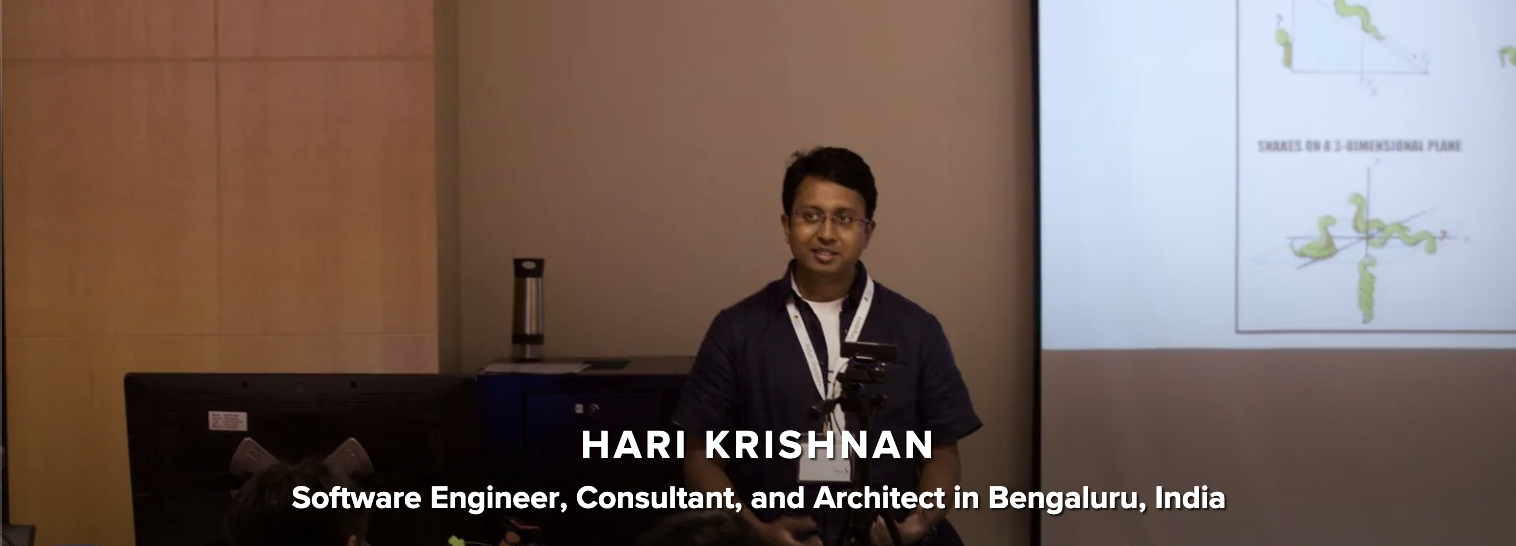 SNAKES ON A 3-DIMENSIONAL PLANE
HARI KRISHNAN
Software Engineer, Consultant, and Architect in Bengaluru, India